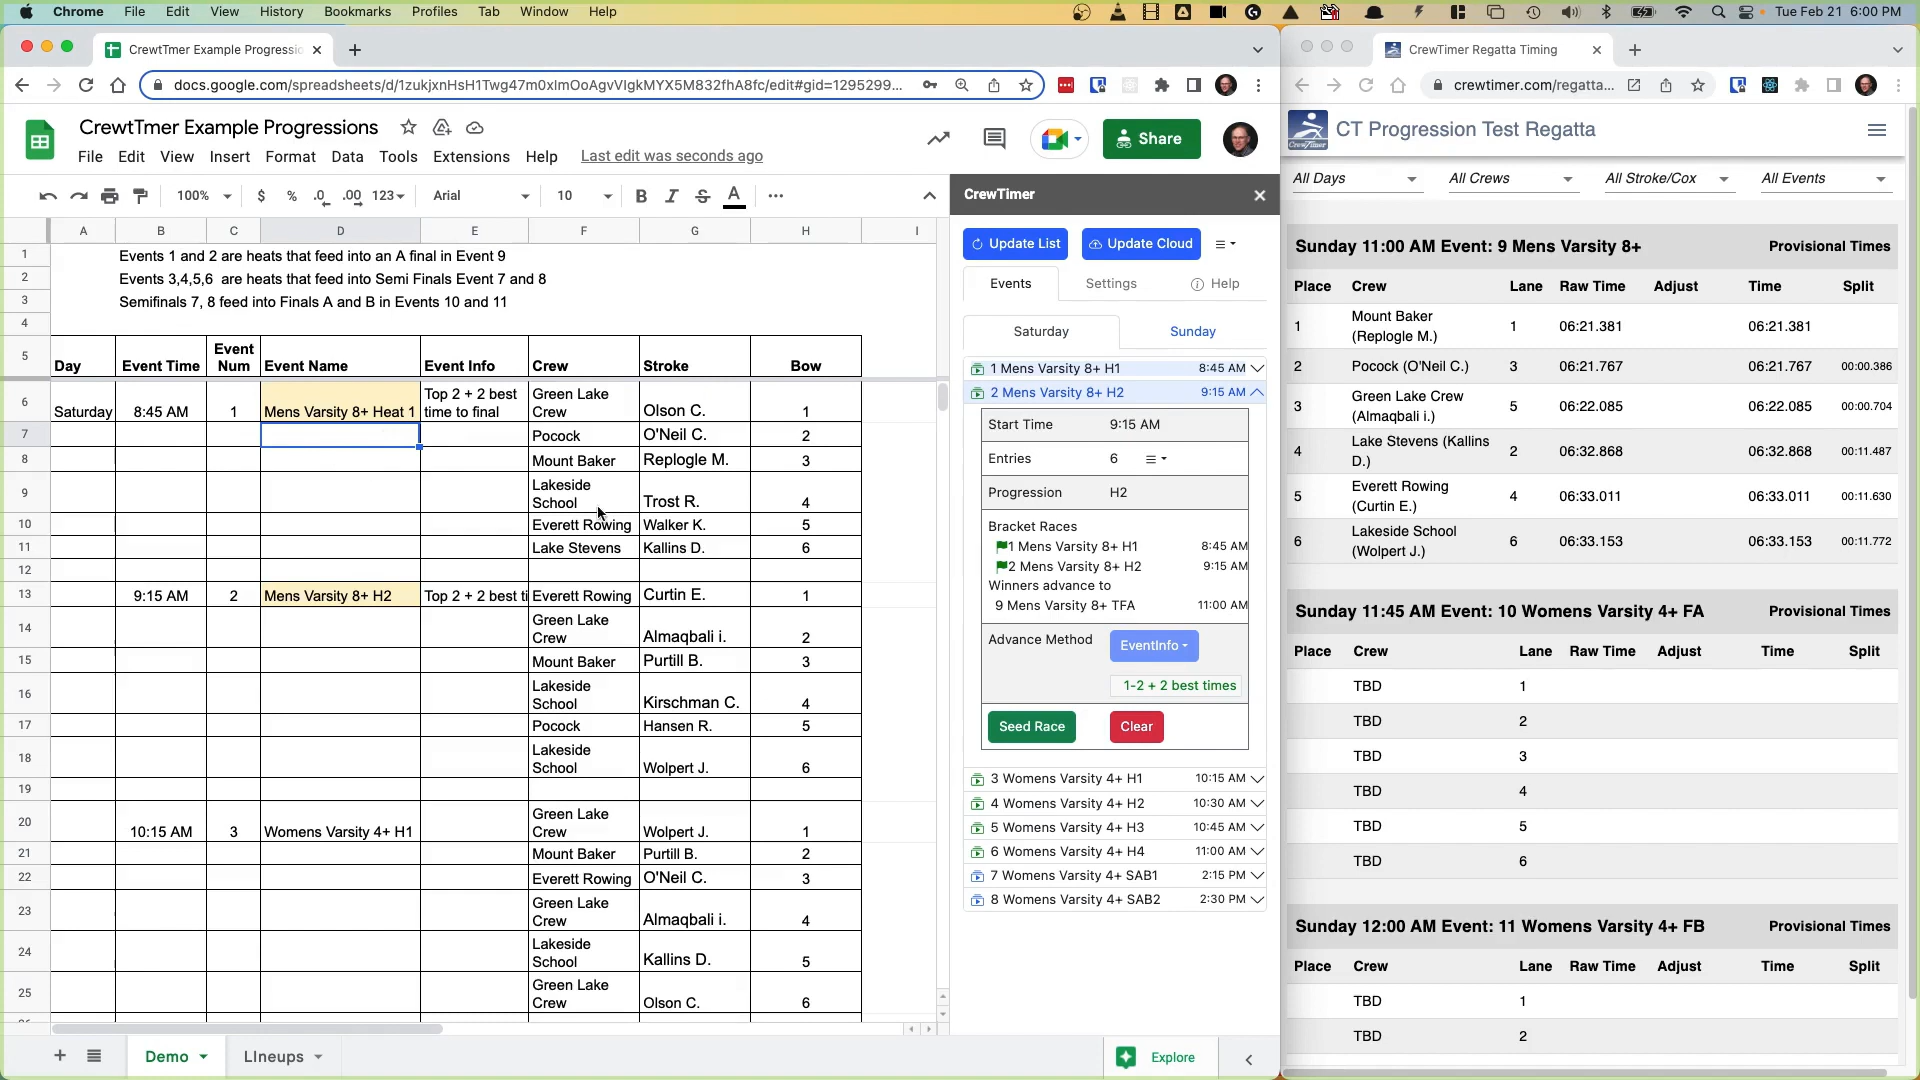 Chrome File Edit View History Bookmarks Profiles Tab Window Help Tue Feb 21 6:00 PM
CrewtTmer Example Progressio
docs.google.com/spreadsheets/d/1zukjxnHsH1Twg47m0xImOoAgvVIgkMYX5M832fhA8fc/edit#gid=1295299...
CrewtTmer Example Progressions
File Edit View Insert Format Data Tools Extensions Help Last edit was seconds ago
Share
100% $ % .0 .00 123 Arial 10 B I S A
A B C D E F G H I
1 Events 1 and 2 are heats that feed into an A final in Event 9
2 Events 3,4,5,6 are heats that feed into Semi Finals Event 7 and 8
3 Semifinals 7, 8 feed into Finals A and B in Events 10 and 11
4
5 Day Event Time Event Num Event Name Event Info Crew Stroke Bow
6 Saturday 8:45 AM 1 Mens Varsity 8+ Heat 1 Top 2 + 2 best time to final Green Lake Crew Olson C. 1
7 Pocock O'Neil C. 2
8 Mount Baker Replogle M. 3
9 Lakeside School Trost R. 4
10 Everett Rowing Walker K. 5
11 Lake Stevens Kallins D. 6
12
13 9:15 AM 2 Mens Varsity 8+ H2 Top 2 + 2 best ti Everett Rowing Curtin E. 1
14 Green Lake Crew Almaqbali i. 2
15 Mount Baker Purtill B. 3
16 Lakeside School Kirschman C. 4
17 Pocock Hansen R. 5
18 Lakeside School Wolpert J. 6
19
20 10:15 AM 3 Womens Varsity 4+ H1 Green Lake Crew Wolpert J. 1
21 Mount Baker Purtill B. 2
22 Everett Rowing O'Neil C. 3
23 Green Lake Crew Almaqbali i. 4
24 Lakeside School Kallins D. 5
25 Green Lake Crew Olson C. 6
Demo LIneups
Explore
CrewTimer
Update List Update Cloud
Events Settings Help
Saturday Sunday
1 Mens Varsity 8+ H1 8:45 AM
2 Mens Varsity 8+ H2 9:15 AM
Start Time 9:15 AM
Entries 6
Progression H2
Bracket Races
1 Mens Varsity 8+ H1 8:45 AM
2 Mens Varsity 8+ H2 9:15 AM
Winners advance to
9 Mens Varsity 8+ TFA 11:00 AM
Advance Method EventInfo
1-2 + 2 best times
Seed Race Clear
3 Womens Varsity 4+ H1 10:15 AM
4 Womens Varsity 4+ H2 10:30 AM
5 Womens Varsity 4+ H3 10:45 AM
6 Womens Varsity 4+ H4 11:00 AM
7 Womens Varsity 4+ SAB1 2:15 PM
8 Womens Varsity 4+ SAB2 2:30 PM
CrewTimer Regatta Timing
crewtimer.com/regatta...
CrewTimer
CT Progression Test Regatta
All Days All Crews All Stroke/Cox All Events
Sunday 11:00 AM Event: 9 Mens Varsity 8+ Provisional Times
Place Crew Lane Raw Time Adjust Time Split
1 Mount Baker (Replogle M.) 1 06:21.381 06:21.381
2 Pocock (O'Neil C.) 3 06:21.767 06:21.767 00:00.386
3 Green Lake Crew (Almaqbali i.) 5 06:22.085 06:22.085 00:00.704
4 Lake Stevens (Kallins D.) 2 06:32.868 06:32.868 00:11.487
5 Everett Rowing (Curtin E.) 4 06:33.011 06:33.011 00:11.630
6 Lakeside School (Wolpert J.) 6 06:33.153 06:33.153 00:11.772
Sunday 11:45 AM Event: 10 Womens Varsity 4+ FA Provisional Times
Place Crew Lane Raw Time Adjust Time Split
TBD 1
TBD 2
TBD 3
TBD 4
TBD 5
TBD 6
Sunday 12:00 AM Event: 11 Womens Varsity 4+ FB Provisional Times
Place Crew Lane Raw Time Adjust Time Split
TBD 1
TBD 2